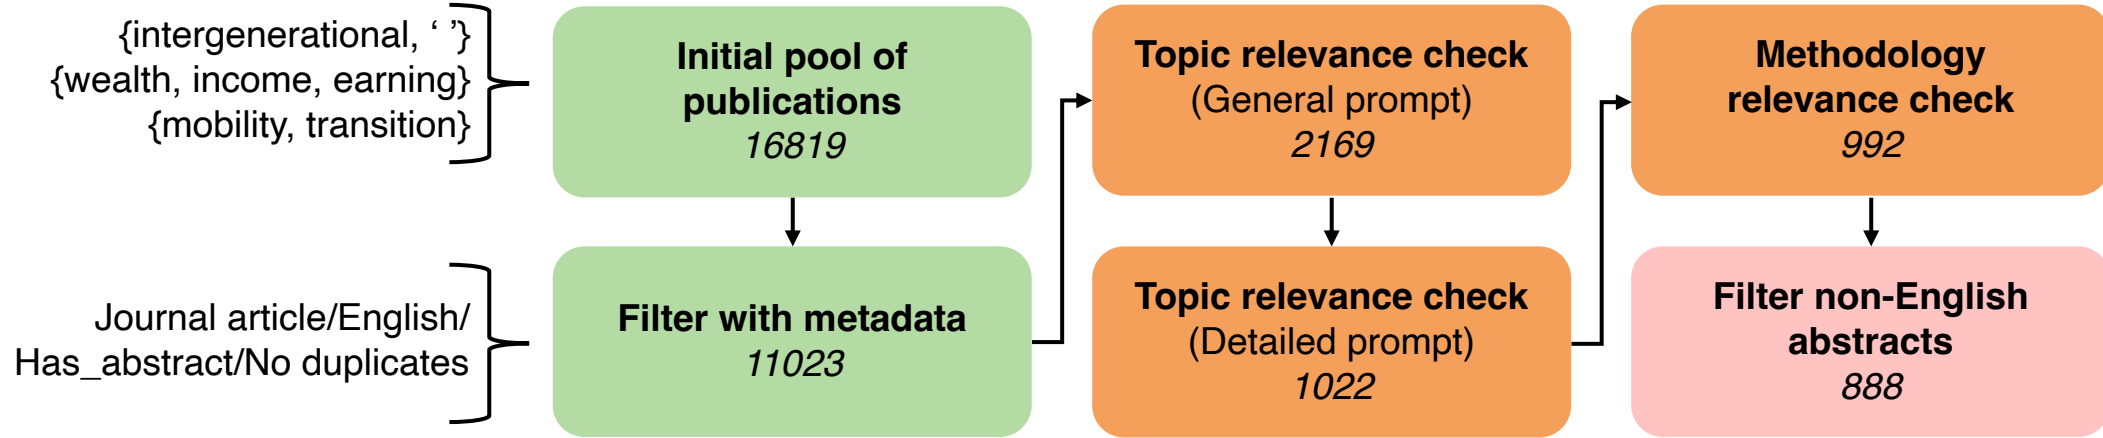 {intergenerational, ‘ ’}
{wealth, income, earning}
{mobility, transition}
Initial pool of
publications
16819
Journal article/English/
Has_abstract/No duplicates
Filter with metadata
11023
Topic relevance check
(General prompt)
2169
Topic relevance check
(Detailed prompt)
1022
Methodology
relevance check
992
Filter non-English
abstracts
888